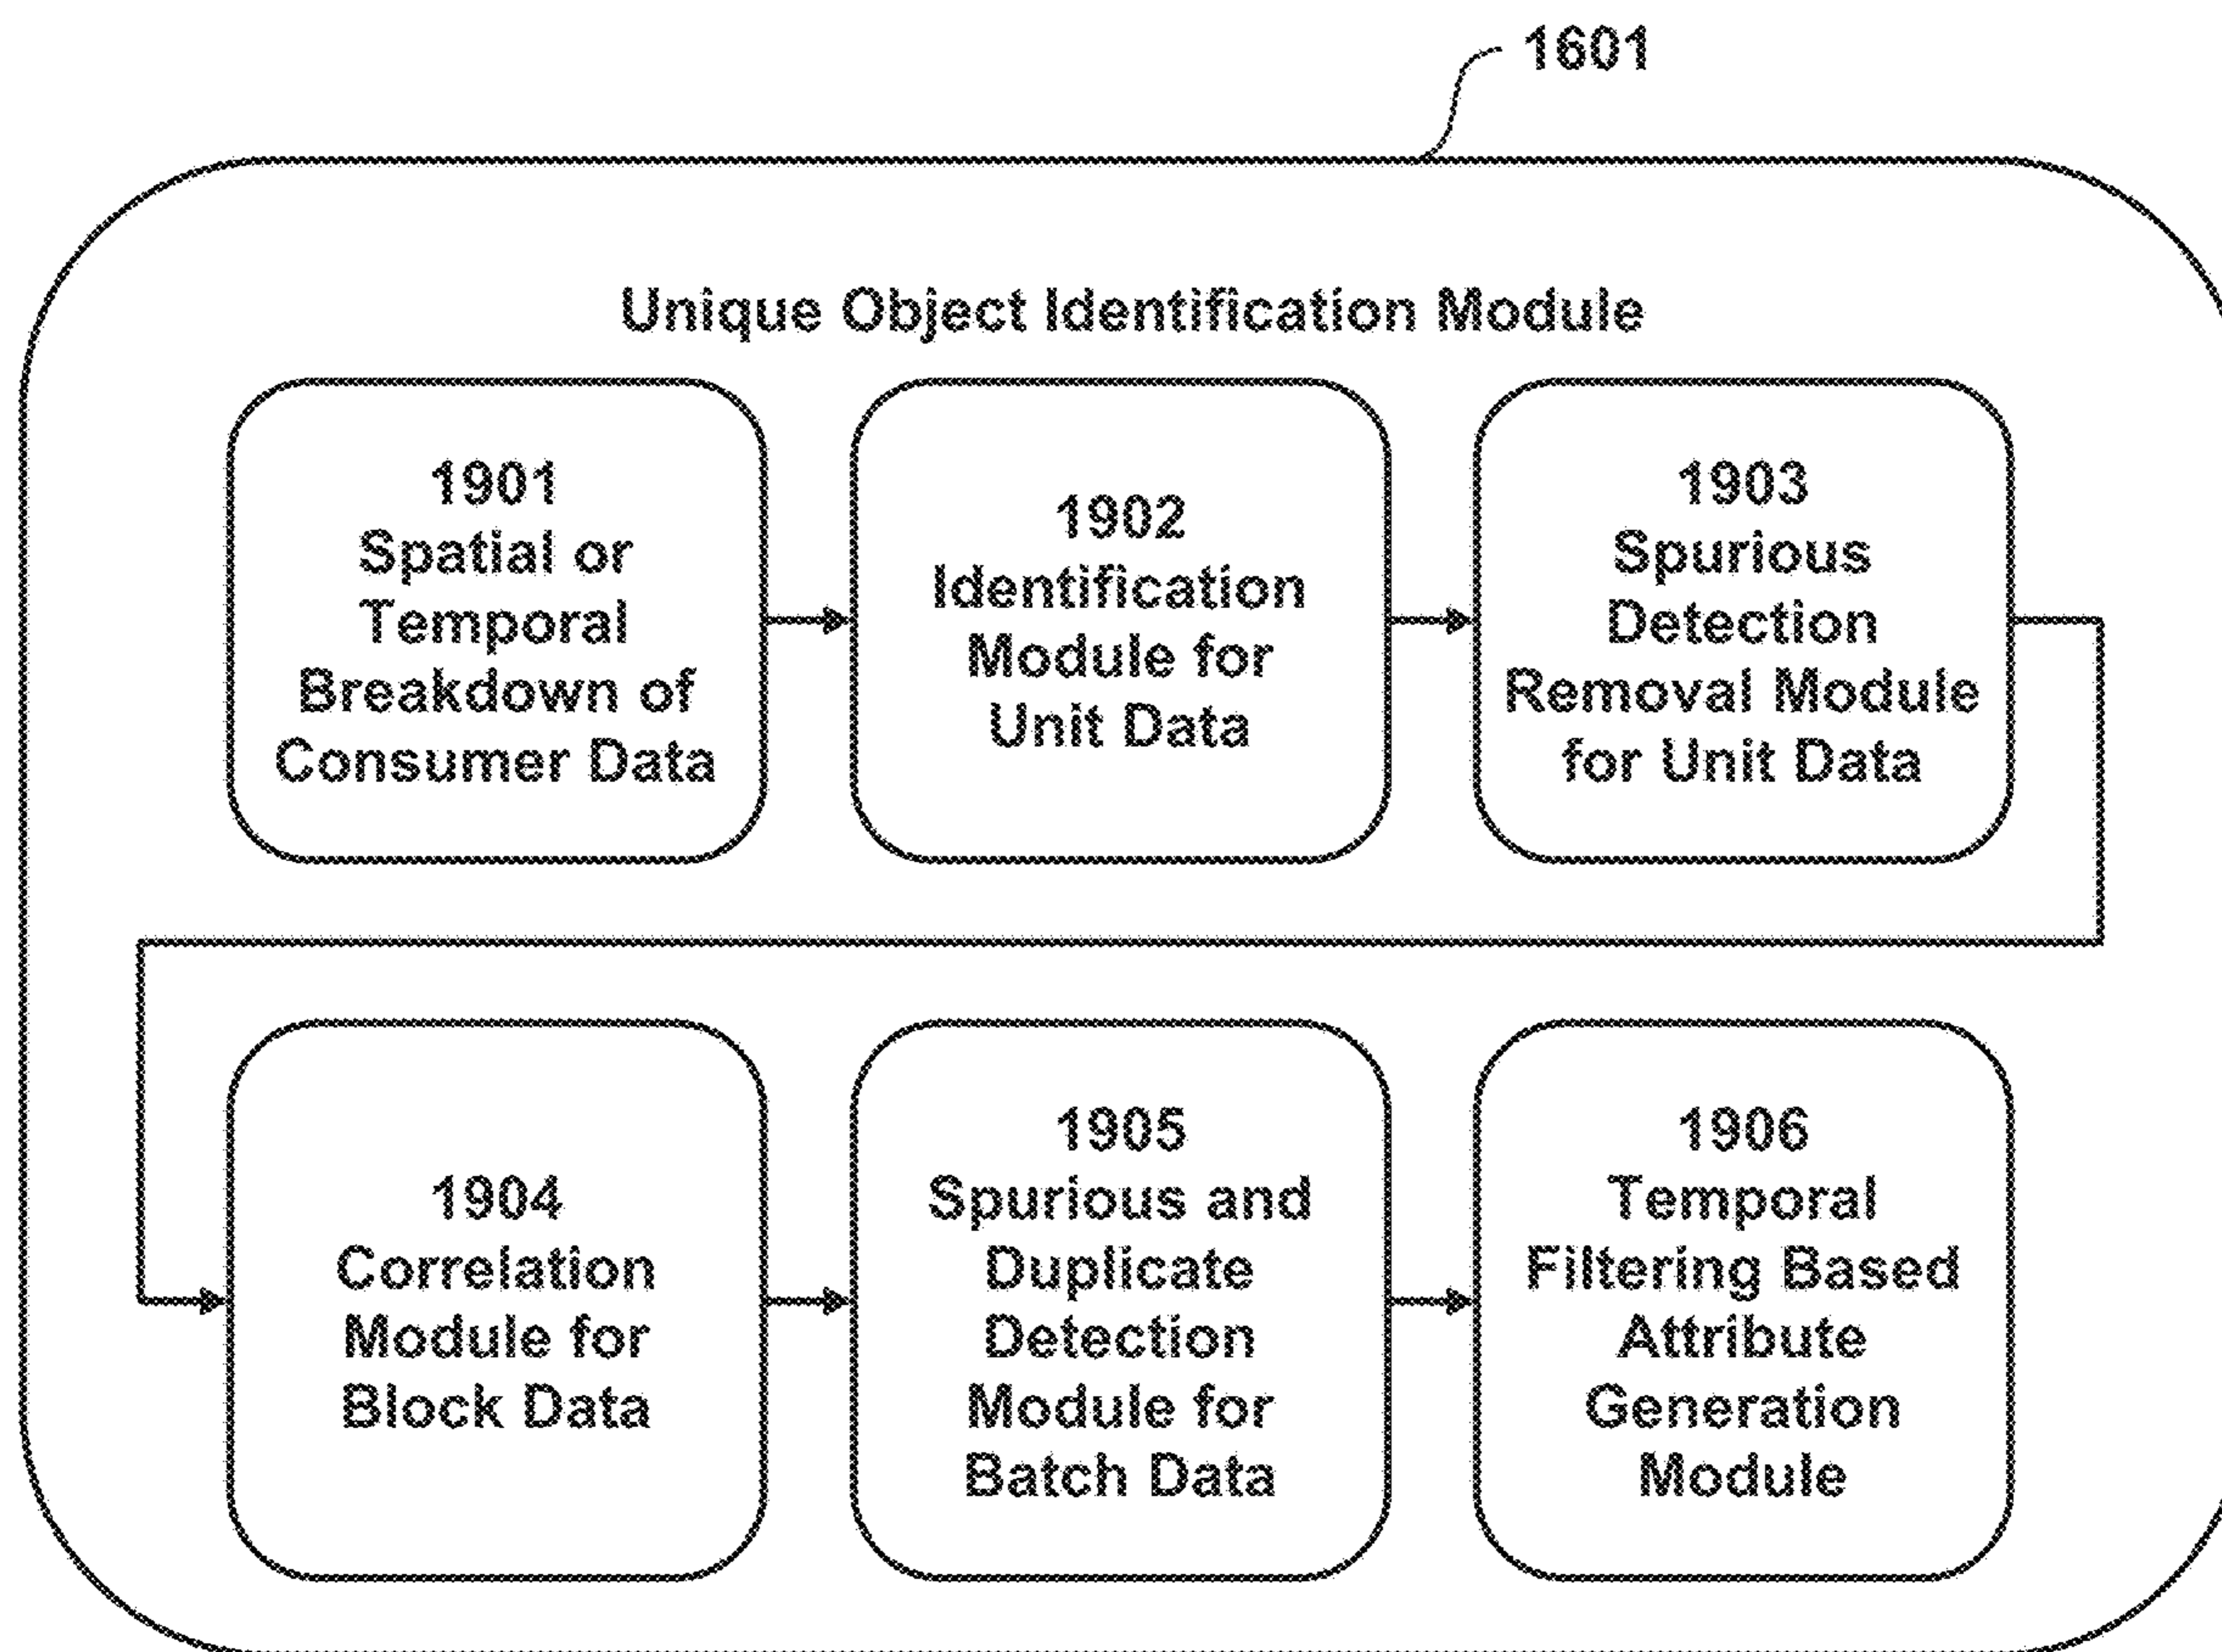 1601
Unique Object Identification Module
1901
Spatial or
Temporal
Breakdown of
Consumer Data
1902
Identification
Module for
Unit Data
1903
Spurious
Detection
Removal Module
for Unit Data
1904
Correlation
Module for
Block Data
1905
Spurious and
Duplicate
Detection
Module for
Batch Data
1906
Temporal
Filtering Based
Attribute
Generation
Module